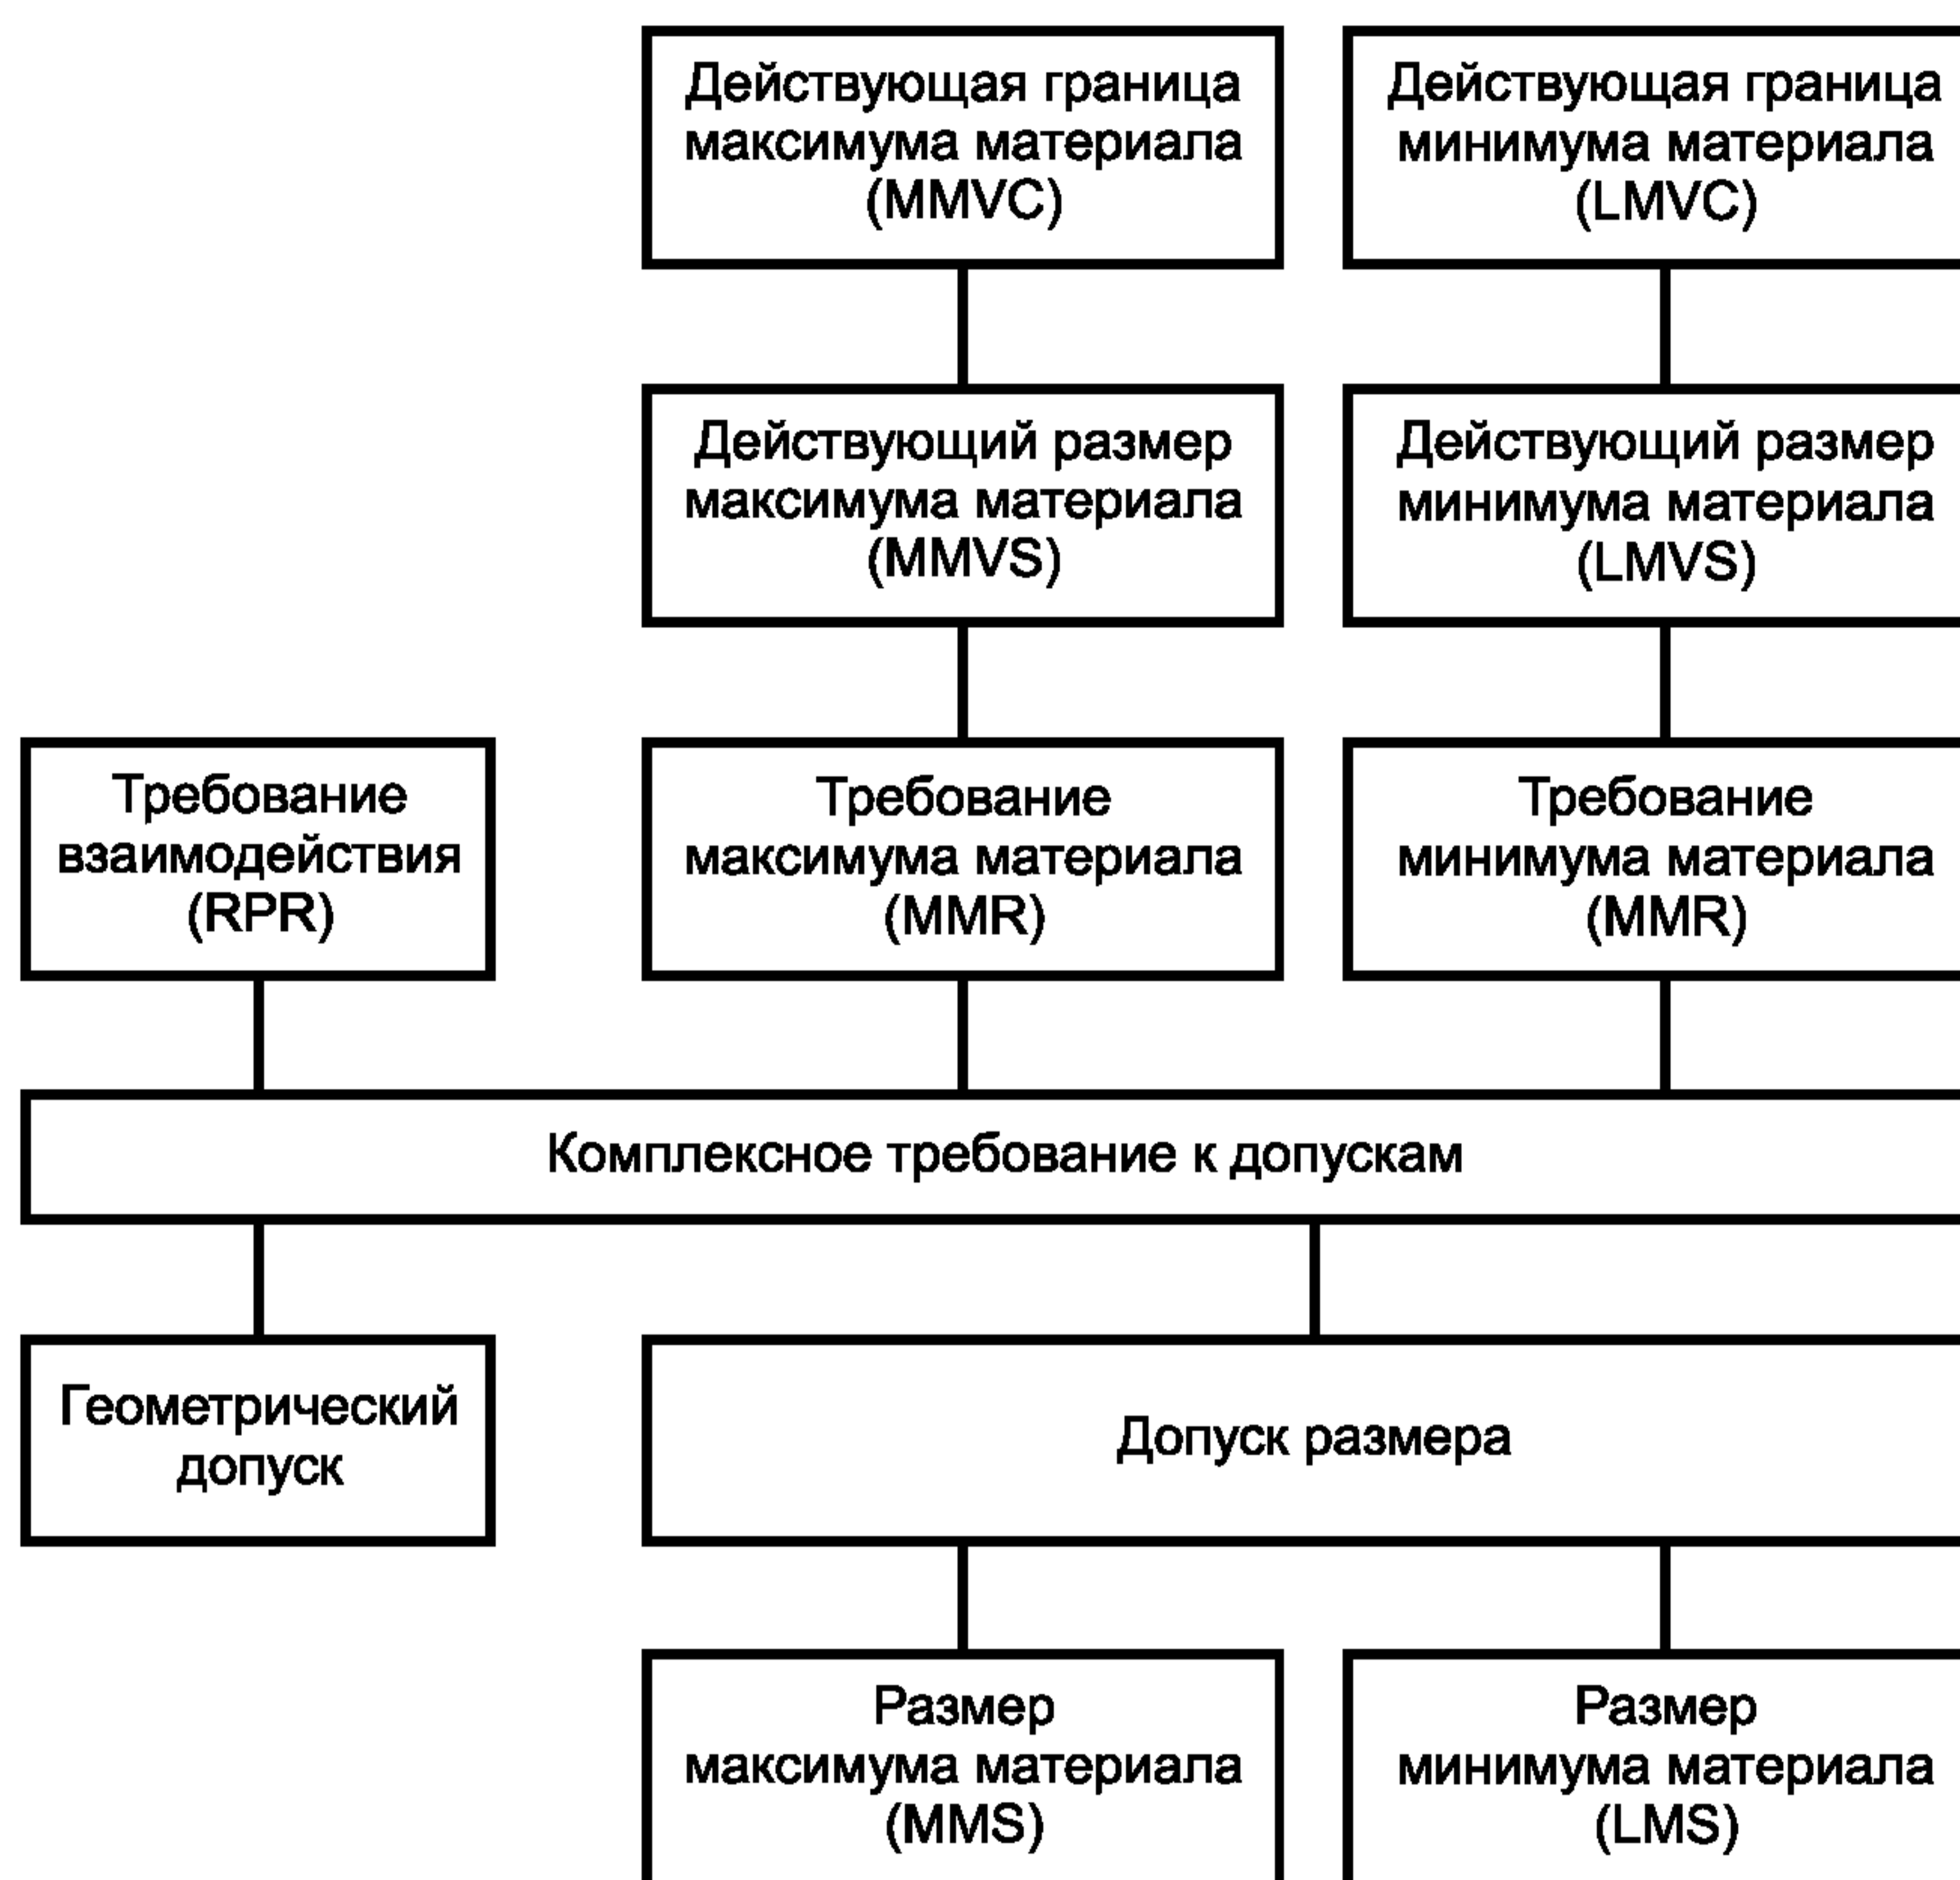 Действующая граница
максимума материала
(MMVC)
Действующая граница
минимума материала
(LMVC)
Действующий размер
максимума материала
(MMVS)
Действующий размер
минимума материала
(LMVS)
Требование
взаимодействия
(RPR)
Требование
максимума материала
(MMR)
Требование
минимума материала
(MMR)
Комплексное требование к допускам
Геометрический
допуск
Допуск размера
Размер
максимума материала
(MMS)
Размер
минимума материала
(LMS)